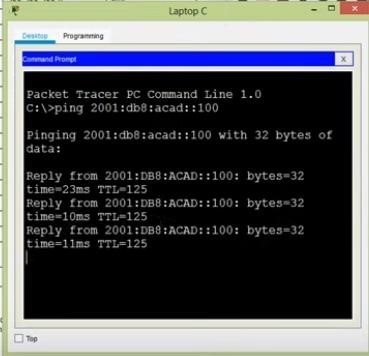 Laptop C
Desktop Programming
Command Prompt X
Packet Tracer PC Command Line 1.0
C:\>ping 2001:db8:acad::100
Pinging 2001:db8:acad::100 with 32 bytes of
data:
Reply from 2001:DB8:ACAD::100: bytes=32
time=23ms TTL=125
Reply from 2001:DB8:ACAD::100: bytes=32
time=10ms TTL=125
Reply from 2001:DB8:ACAD::100: bytes=32
time=11ms TTL=125
Top